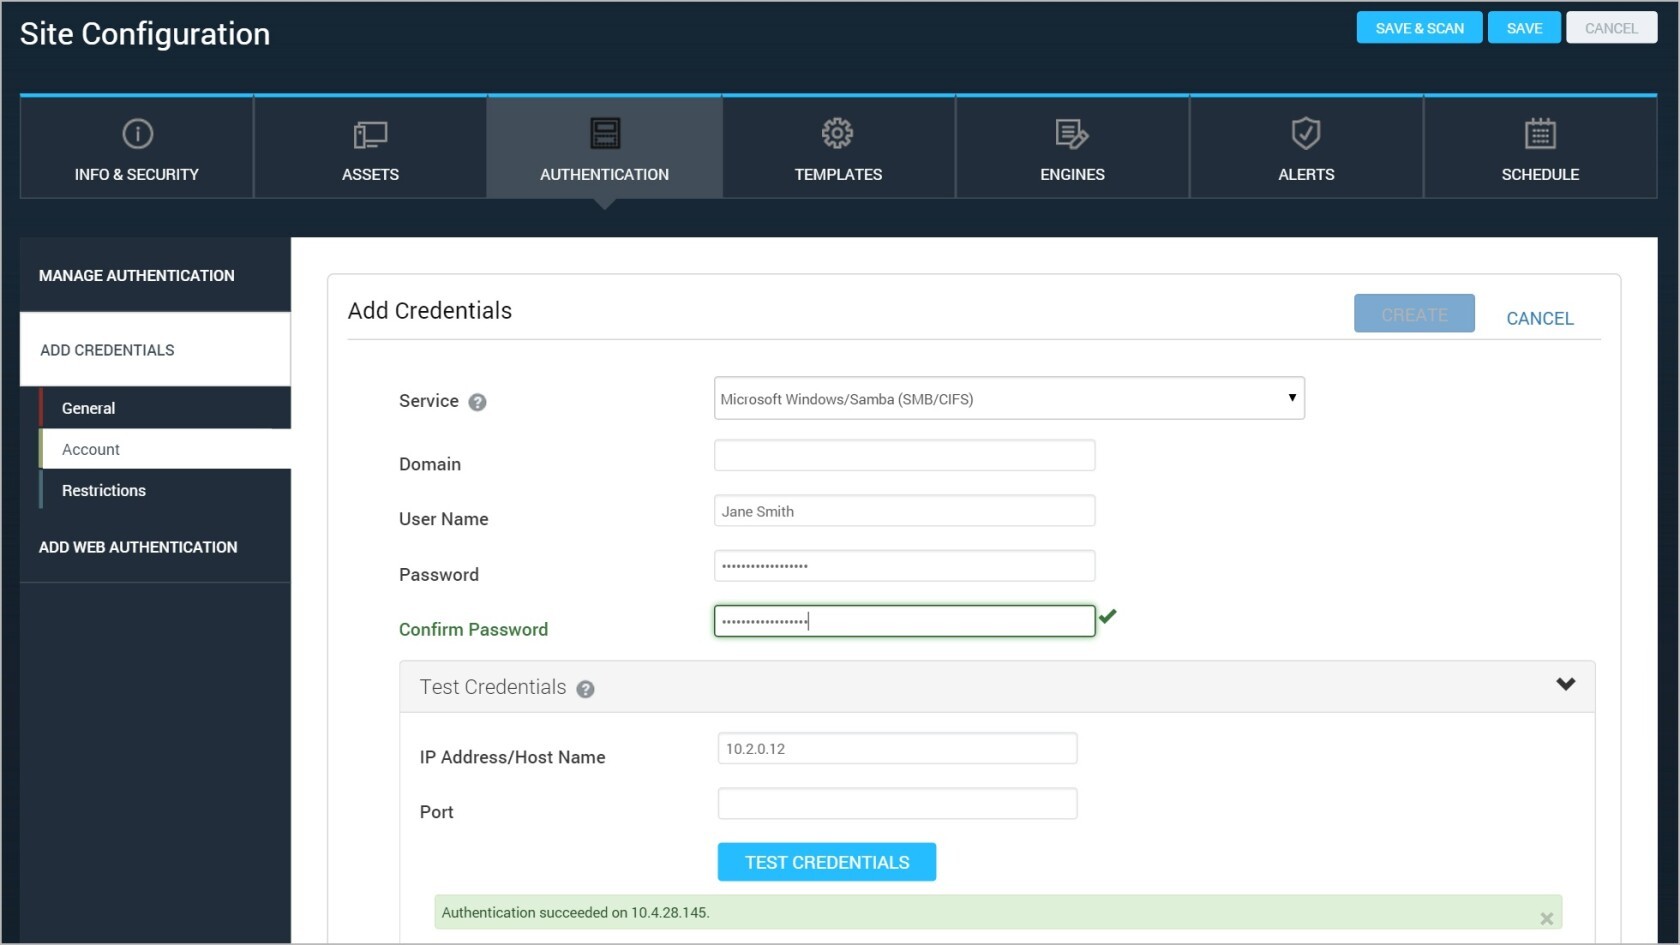 Site Configuration
SAVE & SCAN
SAVE
CANCEL
INFO & SECURITY
ASSETS
AUTHENTICATION
TEMPLATES
ENGINES
ALERTS
SCHEDULE
MANAGE AUTHENTICATION
ADD CREDENTIALS
General
Account
Restrictions
ADD WEB AUTHENTICATION
Add Credentials
CREATE
CANCEL
Service ?
Microsoft Windows/Samba (SMB/CIFS)
Domain
User Name
Jane Smith
Password
••••••••••••••••••
Confirm Password
••••••••••••••••••
Test Credentials ?
IP Address/Host Name
10.2.0.12
Port
TEST CREDENTIALS
Authentication succeeded on 10.4.28.145.